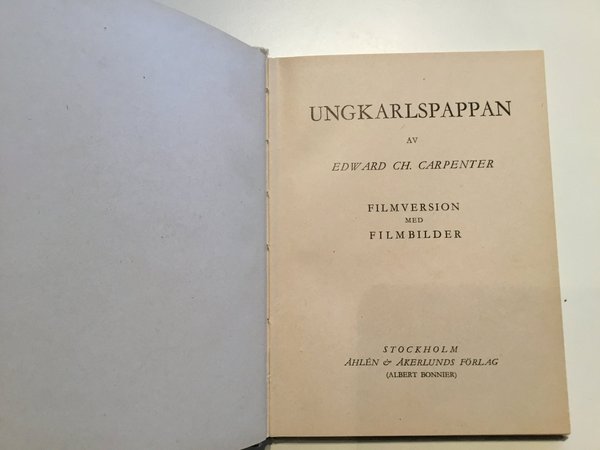 UNGKARLSPAPPAN
AV
EDWARD CH. CARPENTER
FILMVERSION
MED
FILMBILDER
STOCKHOLM
ÅHLÉN & ÅKERLUNDS FÖRLAG
(ALBERT BONNIER)